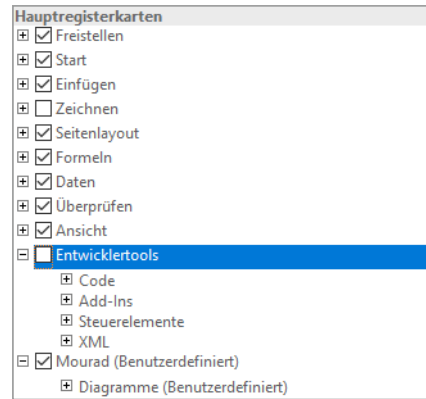 Hauptregisterkarten
Freistellen
Start
Einfügen
Zeichnen
Seitenlayout
Formeln
Daten
Überprüfen
Ansicht
Entwicklertools
Code
Add-Ins
Steuerelemente
XML
Mourad (Benutzerdefiniert)
Diagramme (Benutzerdefiniert)